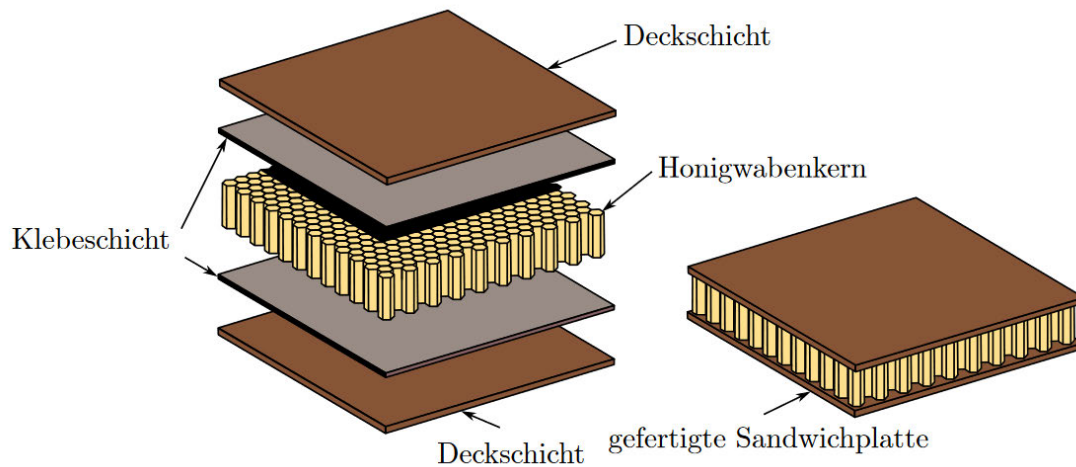 Deckschicht
Honigwabenkern
Klebeschicht
Deckschicht
gefertigte Sandwichplatte